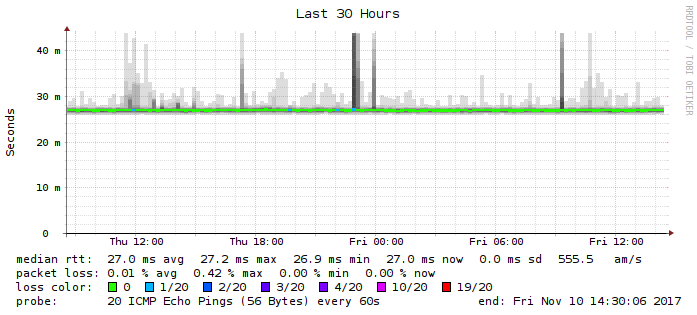 Last 30 Hours
RRDTOOL / TOBI OETIKER
Seconds
40 m
30 m
20 m
10 m
0
Thu 12:00 Thu 18:00 Fri 00:00 Fri 06:00 Fri 12:00
median rtt: 27.0 ms avg 27.2 ms max 26.9 ms min 27.0 ms now 0.0 ms sd 555.5 am/s
packet loss: 0.01 % avg 0.42 % max 0.00 % min 0.00 % now
loss color: 0 1/20 2/20 3/20 4/20 10/20 19/20
probe: 20 ICMP Echo Pings (56 Bytes) every 60s end: Fri Nov 10 14:30:06 2017